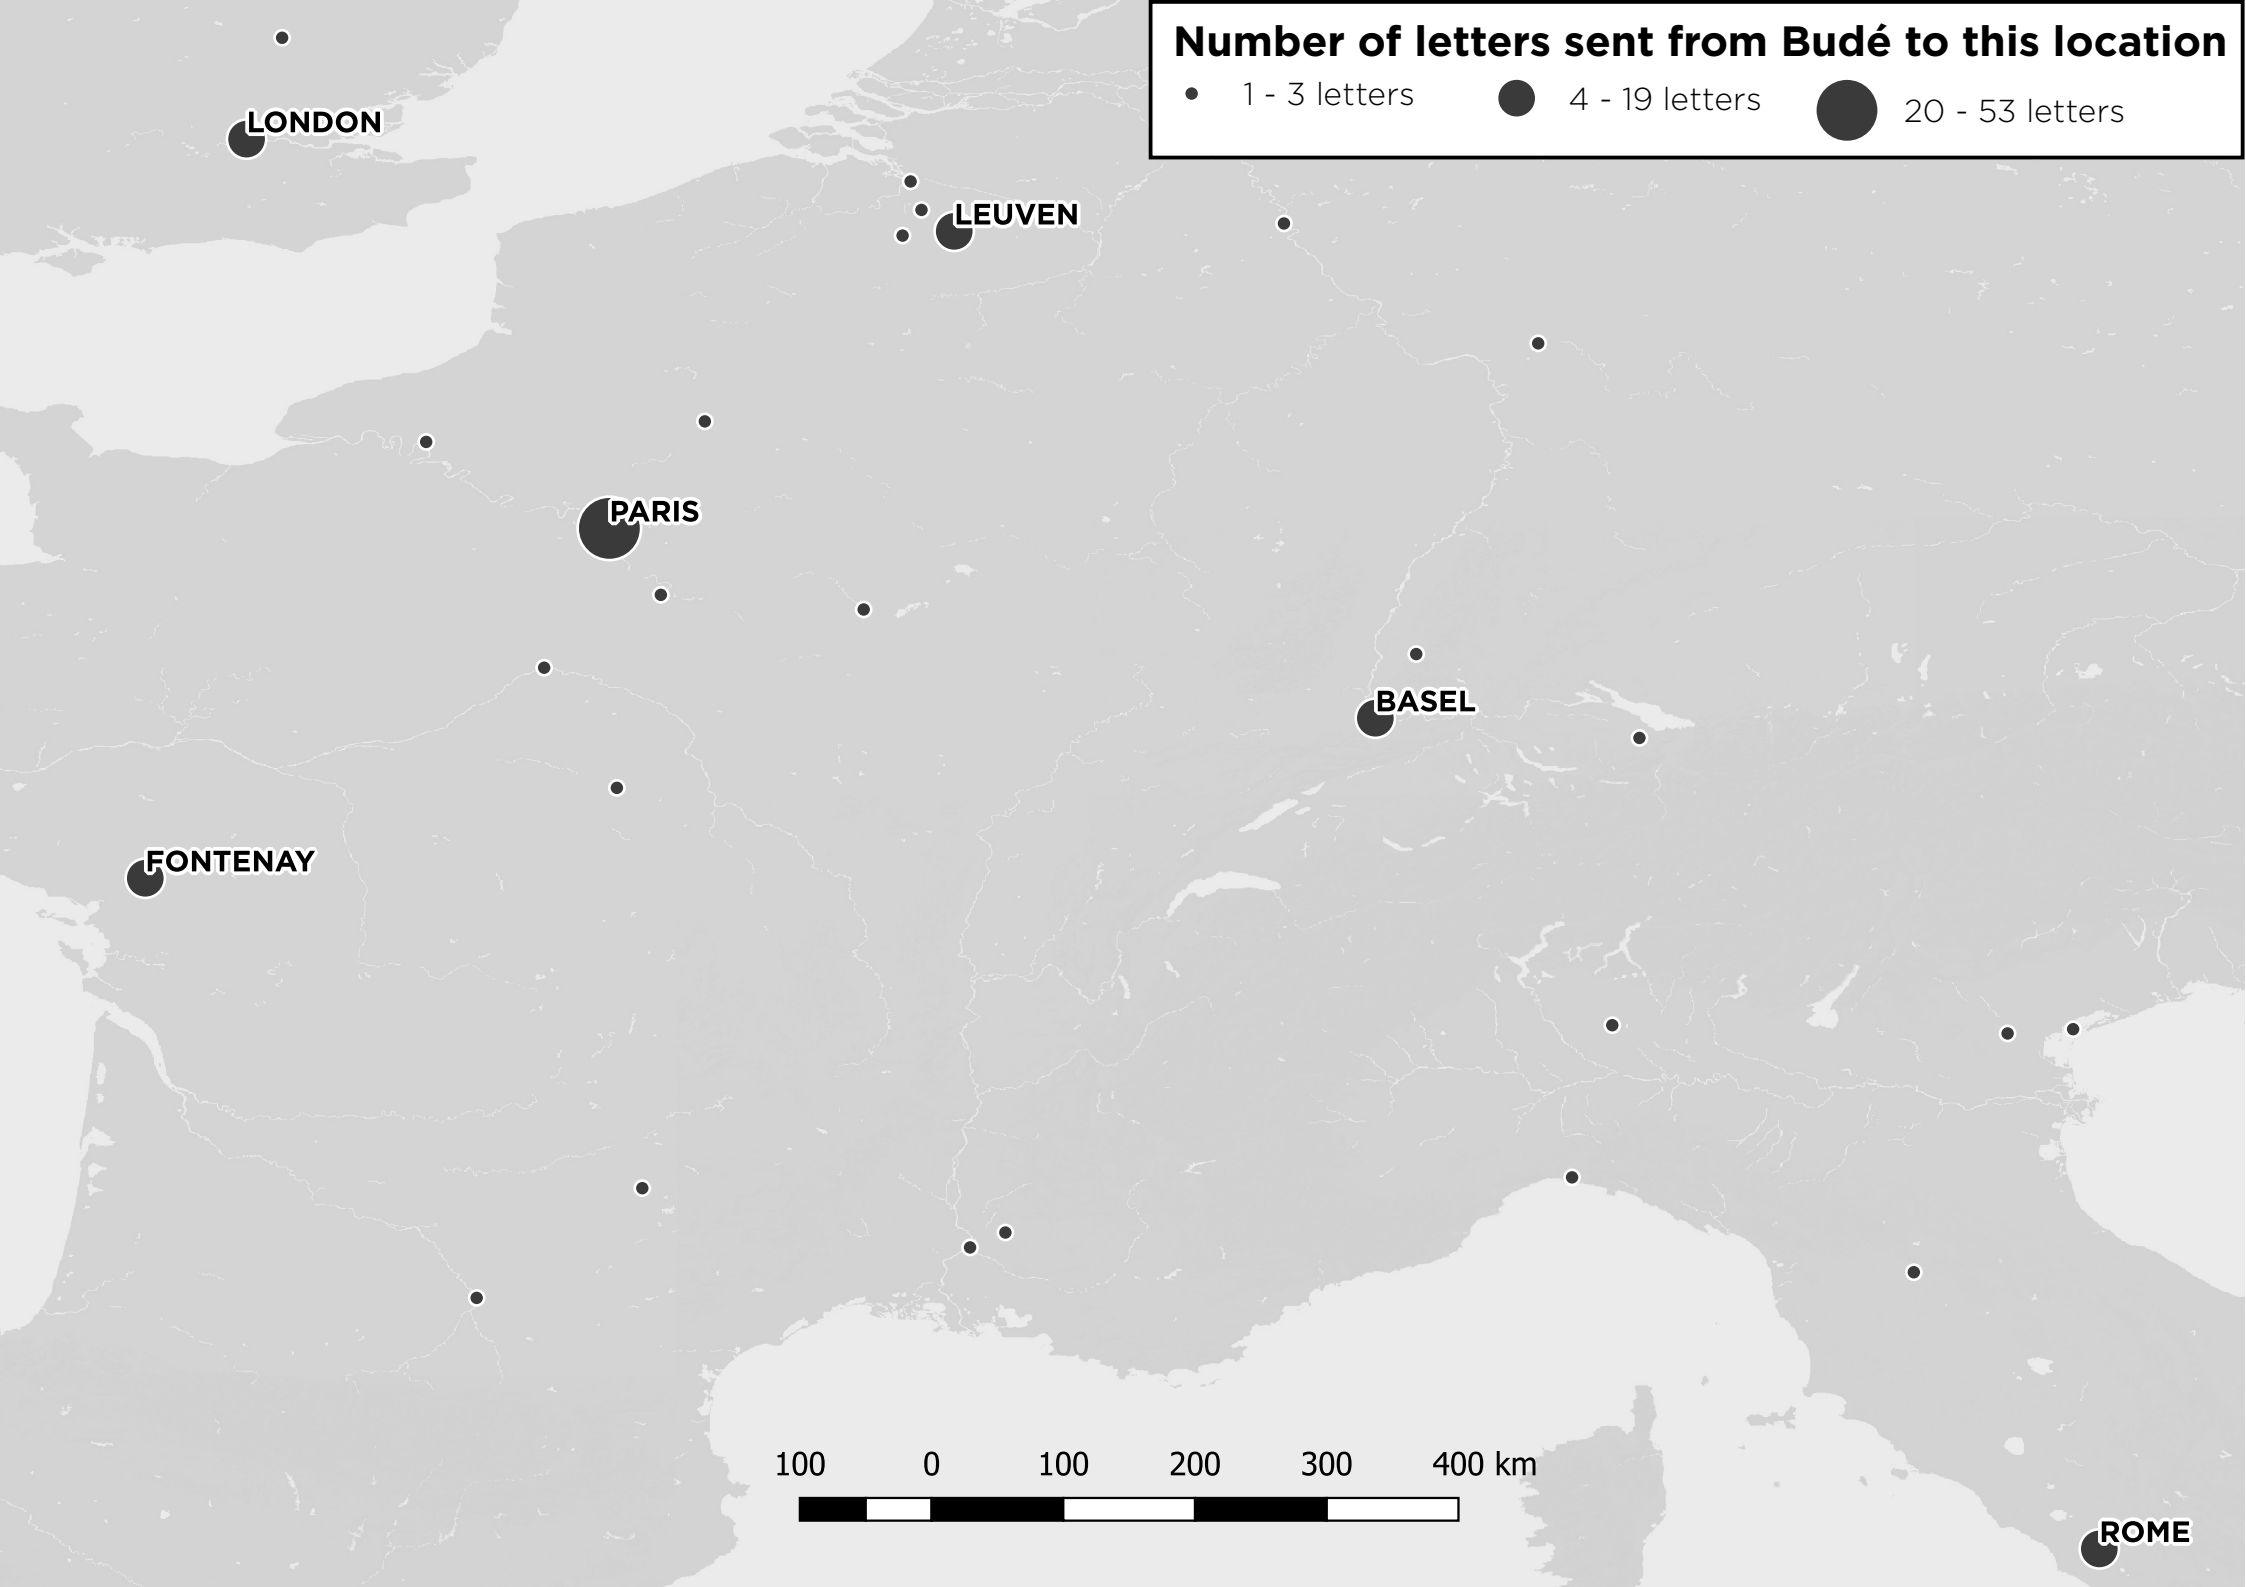 Number of letters sent from Budé to this location
1 - 3 letters 4 - 19 letters 20 - 53 letters
LONDON
LEUVEN
PARIS
BASEL
FONTENAY
100 0 100 200 300 400 km
ROME